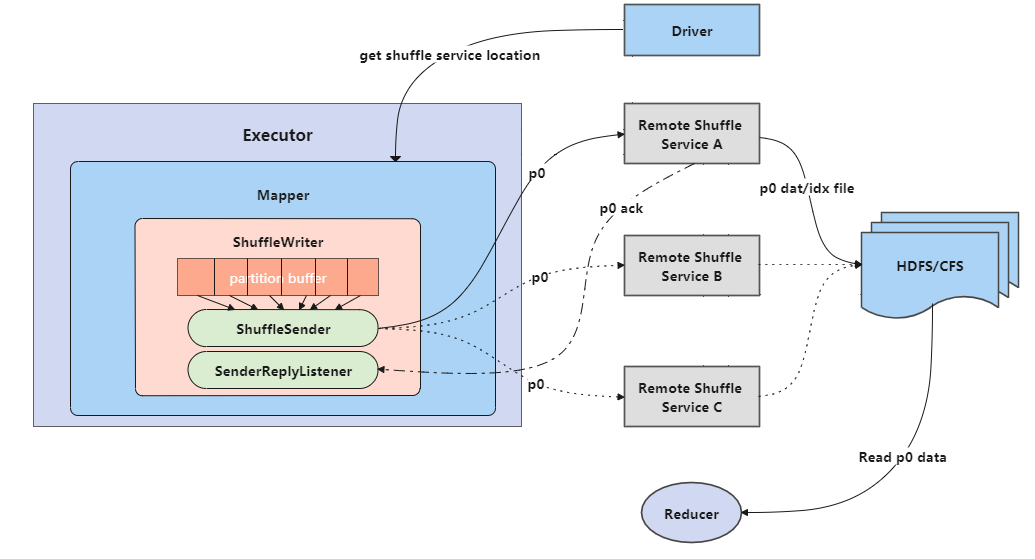 Driver
get shuffle service location
Executor
Remote Shuffle
Service A
p0
Mapper
p0 dat/idx file
p0 ack
ShuffleWriter
partition buffer
Remote Shuffle
Service B
HDFS/CFS
p0
ShuffleSender
SenderReplyListener
p0
Remote Shuffle
Service C
Read p0 data
Reducer